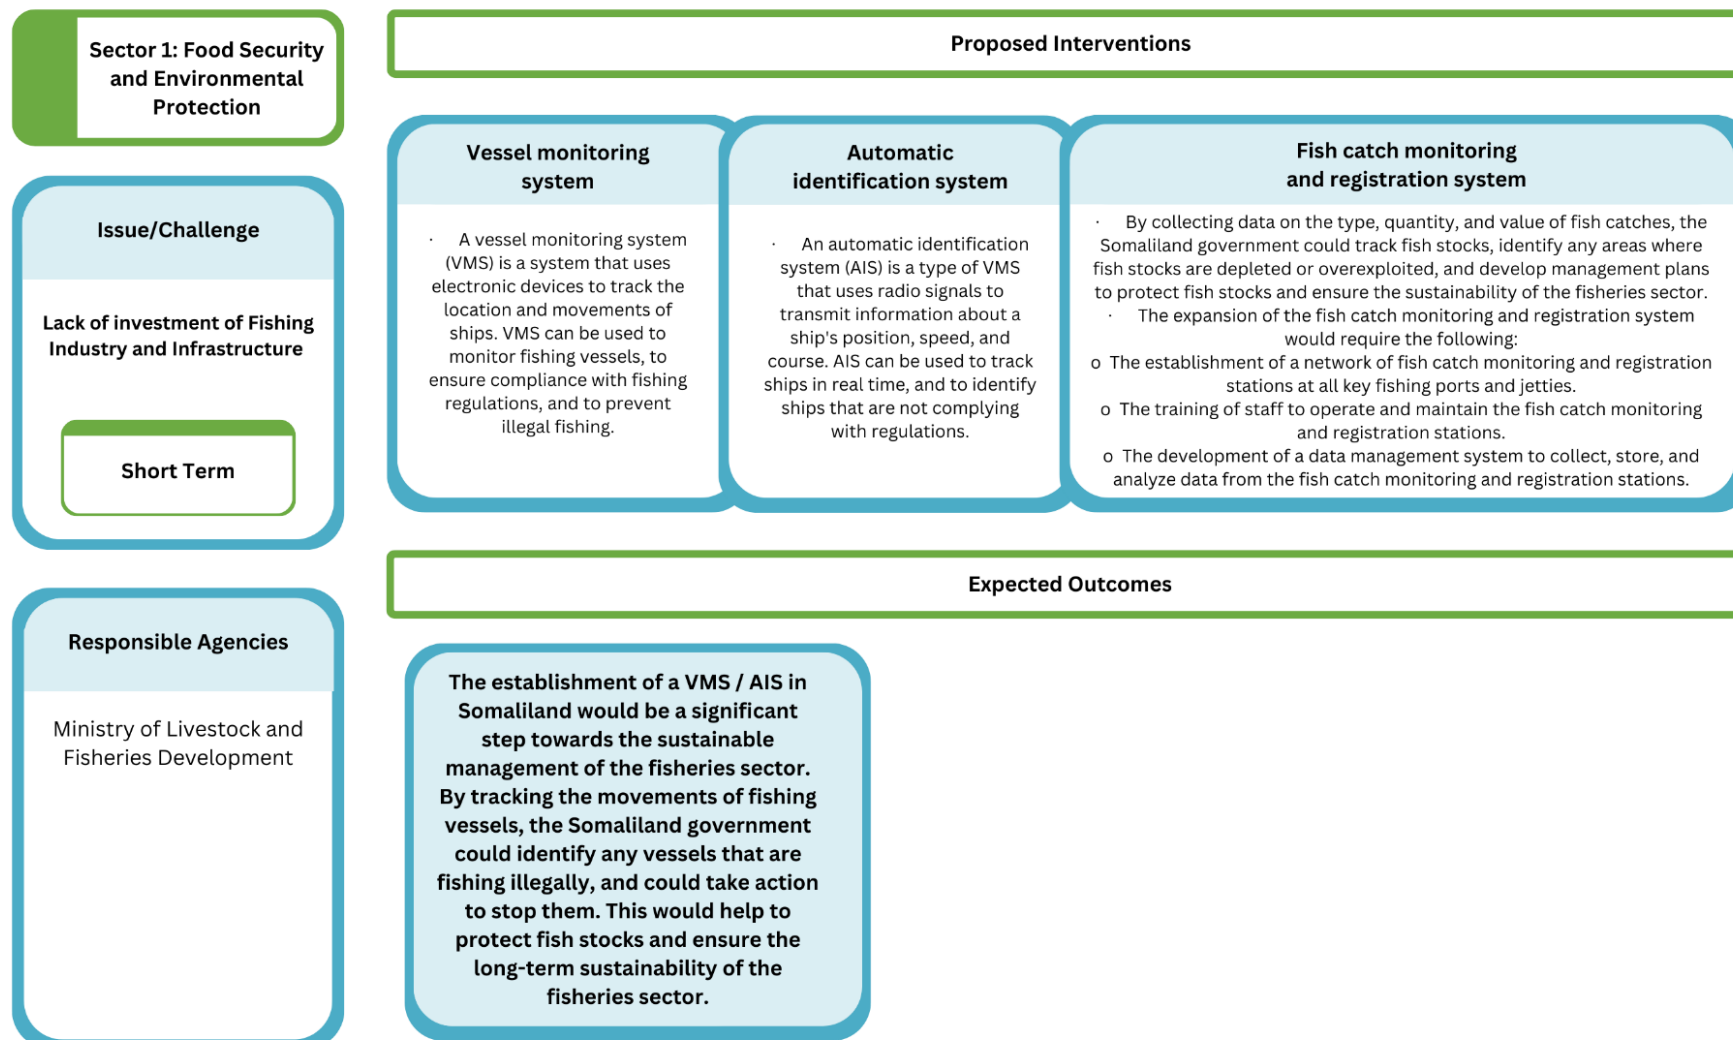 Sector 1: Food Security
and Environmental
Protection
Issue/Challenge
Lack of investment of Fishing
Industry and Infrastructure
Short Term
Responsible Agencies
Ministry of Livestock and
Fisheries Development
Proposed Interventions
Vessel monitoring
system
· A vessel monitoring system
(VMS) is a system that uses
electronic devices to track the
location and movements of
ships. VMS can be used to
monitor fishing vessels, to
ensure compliance with fishing
regulations, and to prevent
illegal fishing.
Automatic
identification system
· An automatic identification
system (AIS) is a type of VMS
that uses radio signals to
transmit information about a
ship's position, speed, and
course. AIS can be used to track
ships in real time, and to identify
ships that are not complying
with regulations.
Fish catch monitoring
and registration system
· By collecting data on the type, quantity, and value of fish catches, the
Somaliland government could track fish stocks, identify any areas where
fish stocks are depleted or overexploited, and develop management plans
to protect fish stocks and ensure the sustainability of the fisheries sector.
· The expansion of the fish catch monitoring and registration system
would require the following:
o The establishment of a network of fish catch monitoring and registration
stations at all key fishing ports and jetties.
o The training of staff to operate and maintain the fish catch monitoring
and registration stations.
o The development of a data management system to collect, store, and
analyze data from the fish catch monitoring and registration stations.
Expected Outcomes
The establishment of a VMS / AIS in
Somaliland would be a significant
step towards the sustainable
management of the fisheries sector.
By tracking the movements of fishing
vessels, the Somaliland government
could identify any vessels that are
fishing illegally, and could take action
to stop them. This would help to
protect fish stocks and ensure the
long-term sustainability of the
fisheries sector.